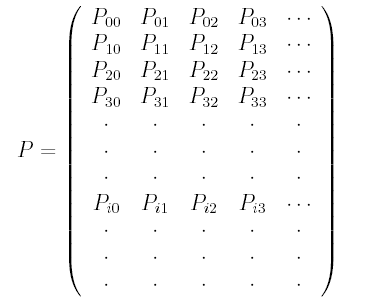 P₀₀ P₀₁ P₀₂ P₀₃ ⋯
P₁₀ P₁₁ P₁₂ P₁₃ ⋯
P₂₀ P₂₁ P₂₂ P₂₃ ⋯
P₃₀ P₃₁ P₃₂ P₃₃ ⋯
. . . . .
P = ( . . . . . )
. . . . .
Pᵢ₀ Pᵢ₁ Pᵢ₂ Pᵢ₃ ⋯
. . . . .
. . . . .
. . . . .